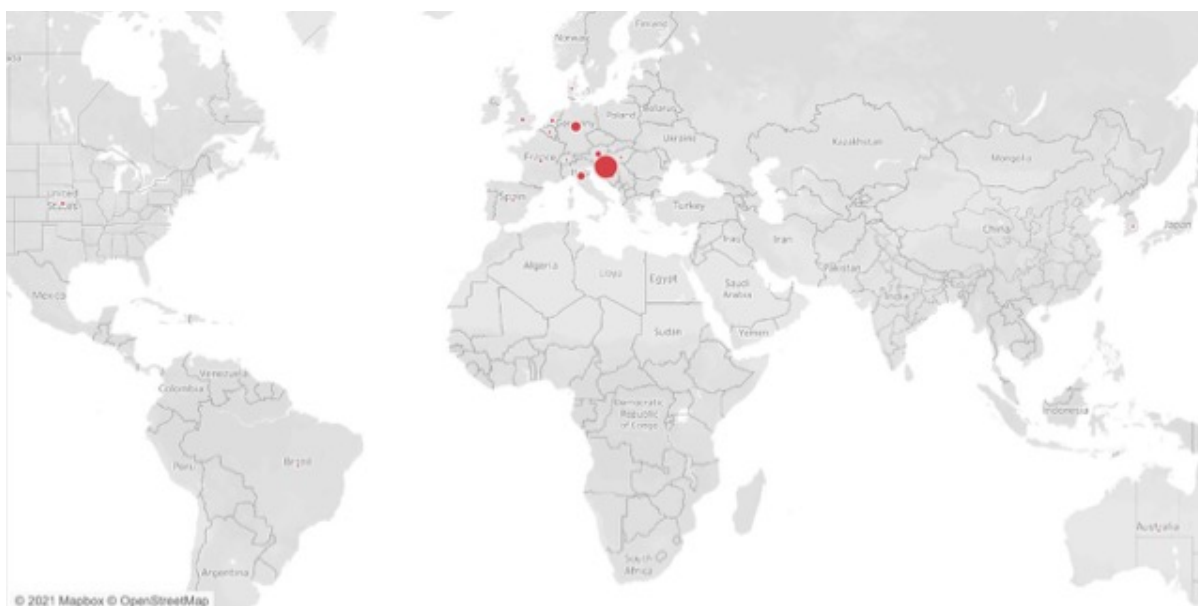 Finland
Norway
Belarus
Poland
Germany
Ukraine
Kazakhstan
France
Mongolia
United
States
Spain
Turkey
Japan
China
Iraq
Iran
Algeria
Libya
Egypt
Pakistan
Saudi
Arabia
Mexico
India
Sudan
Yemen
Venezuela
Colombia
Democratic
Republic
of Congo
Indonesia
Peru
Brazil
Australia
South
Africa
Argentina
© 2021 Mapbox © OpenStreetMap